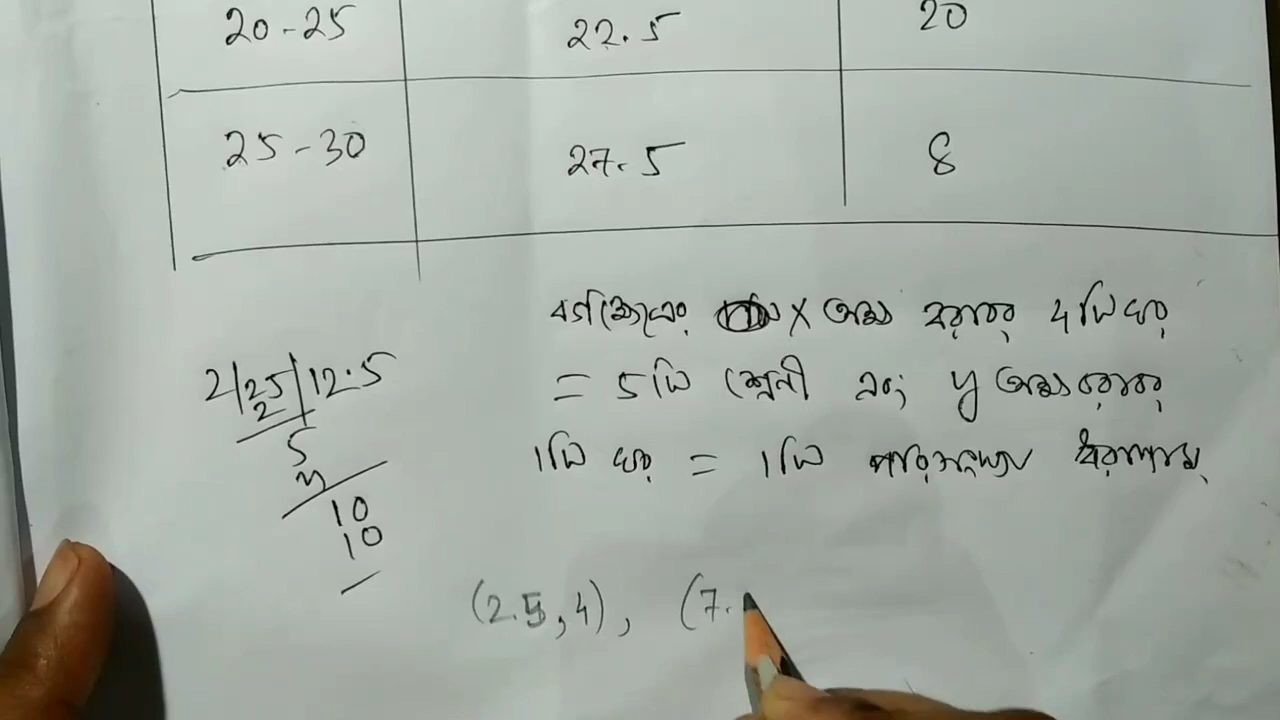 20-25 22.5 20
25-30 27.5 8
বর্গক্ষেত্রের X অক্ষ বরাবর 4টি ঘর
2/25/12.5
= 5টি শ্রেনী এবং y অক্ষ বরাবর
2
5
1টি ঘর = 1টি ধরলাম
4
10
10
(2.5,4), (7.